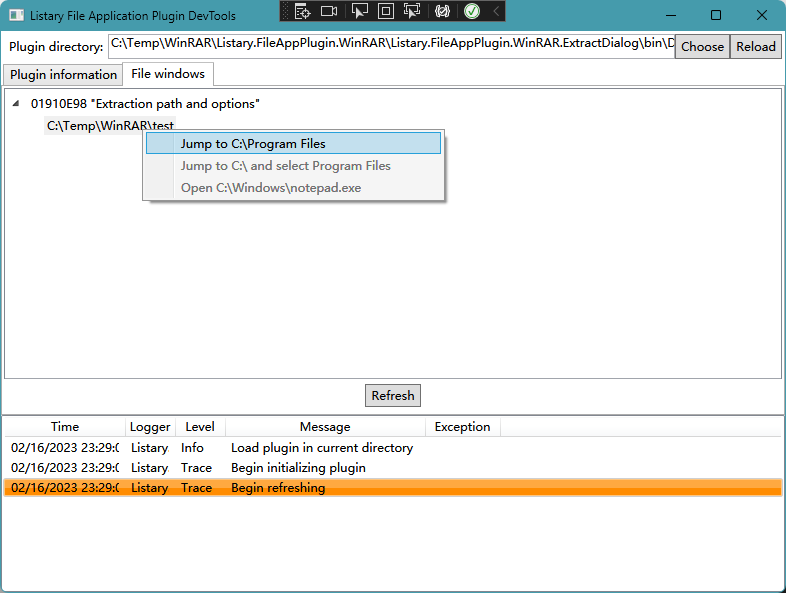 Listary File Application Plugin DevTools
Plugin directory: C:\Temp\WinRAR\Listary.FileAppPlugin.WinRAR\Listary.FileAppPlugin.WinRAR.ExtractDialog\bin\D Choose Reload
Plugin information File windows
01910E98 "Extraction path and options"
C:\Temp\WinRAR\test
Jump to C:\Program Files
Jump to C:\ and select Program Files
Open C:\Windows\notepad.exe
Refresh
Time Logger Level Message Exception
02/16/2023 23:29:0 Listary. Info Load plugin in current directory
02/16/2023 23:29:0 Listary. Trace Begin initializing plugin
02/16/2023 23:29:0 Listary. Trace Begin refreshing